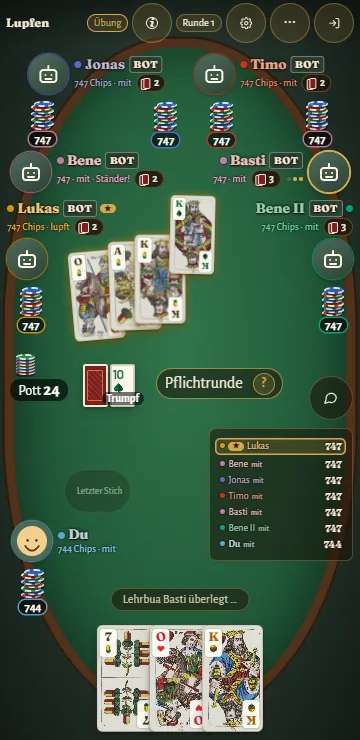 Lupfen
Übung
Runde 1
Jonas BOT
747 Chips · mit
2
747
747
Timo BOT
747 Chips · mit
2
747
747
Bene BOT
747 · mit · Ständer!
2
Basti BOT
747 · mit
3
Lukas BOT
747 Chips · lupft
2
747
Bene II BOT
747 Chips · mit
3
747
O
A
K
K
K
Pott 24
10
Trumpf
Pflichtrunde ?
Lukas 747
Bene mit 747
Jonas mit 747
Timo mit 747
Basti mit 747
Bene II mit 747
Du mit 744
Letzter Stich
Du
744 Chips · mit
744
Lehrbua Basti überlegt ...
7
O
K
7
O
K